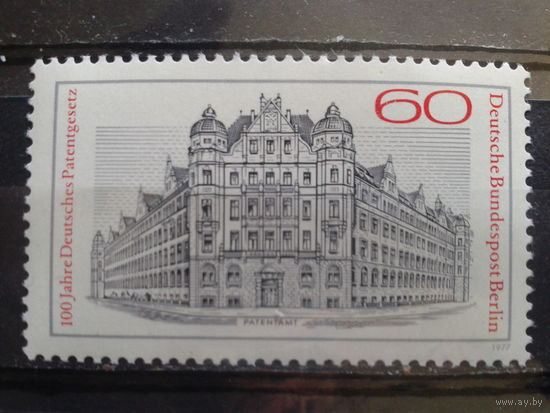 100 Jahre Deutsches Patentgesetz
60
Deutsche Bundespost Berlin
PATENTAMT
1977
www.ay.by